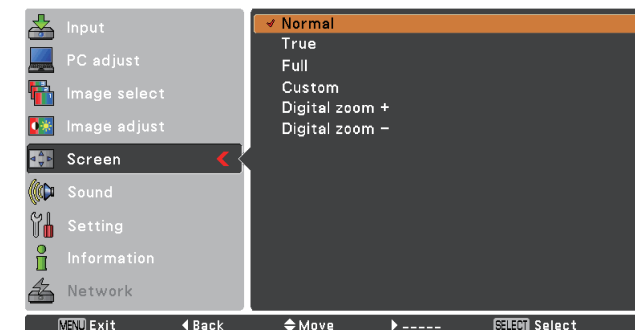 Input
PC adjust
Image select
Image adjust
Screen
Sound
Setting
Information
Network
✔ Normal
True
Full
Custom
Digital zoom +
Digital zoom –
MENU Exit ◀Back ⬍Move ▶----- SELECT Select